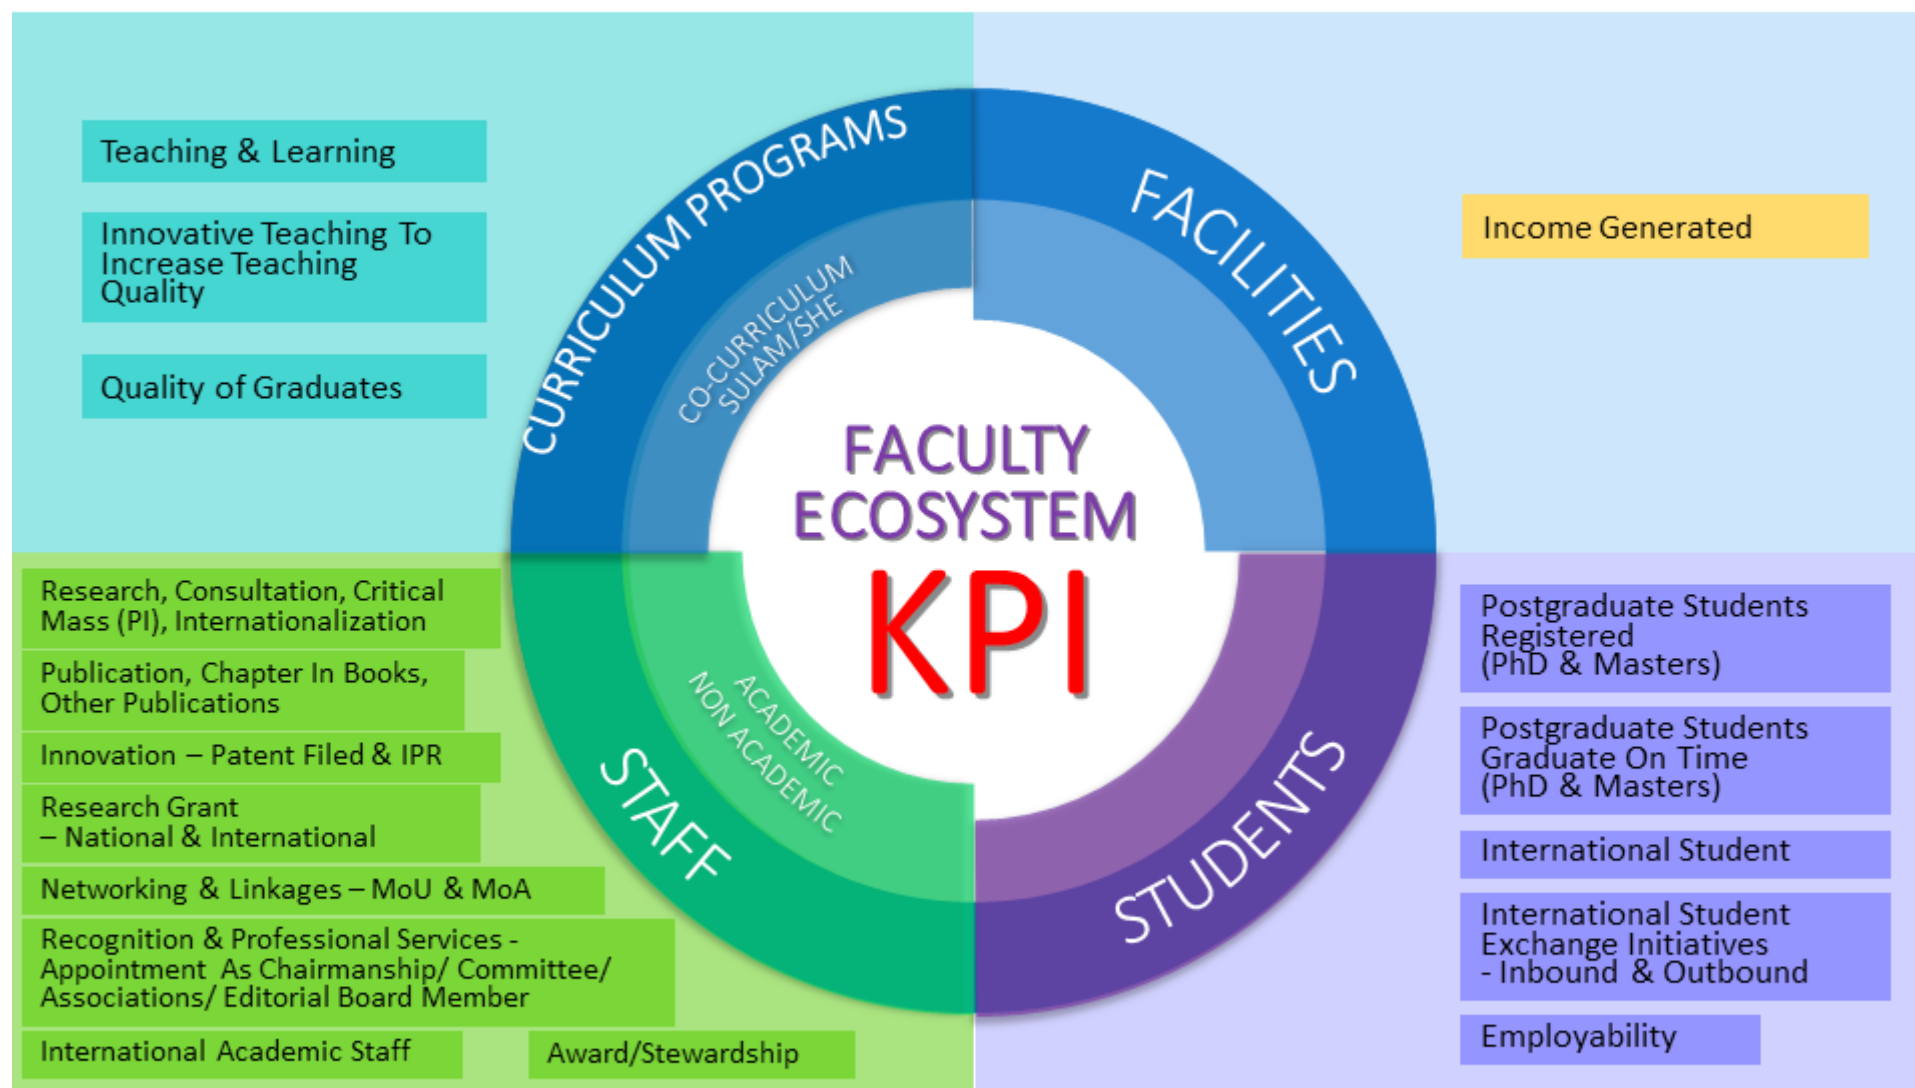 Teaching & Learning
Innovative Teaching To
Increase Teaching
Quality
Quality of Graduates
CURRICULUM PROGRAMS
CO-CURRICULUM
SULAM/SHE
FACILITIES
Income Generated
FACULTY
ECOSYSTEM
KPI
Research, Consultation, Critical
Mass (PI), Internationalization
Publication, Chapter In Books,
Other Publications
Innovation – Patent Filed & IPR
Research Grant
– National & International
Networking & Linkages – MoU & MoA
Recognition & Professional Services -
Appointment As Chairmanship/ Committee/
Associations/ Editorial Board Member
International Academic Staff
Award/Stewardship
ACADEMIC
NON ACADEMIC
STAFF
STUDENTS
Postgraduate Students
Registered
(PhD & Masters)
Postgraduate Students
Graduate On Time
(PhD & Masters)
International Student
International Student
Exchange Initiatives
- Inbound & Outbound
Employability